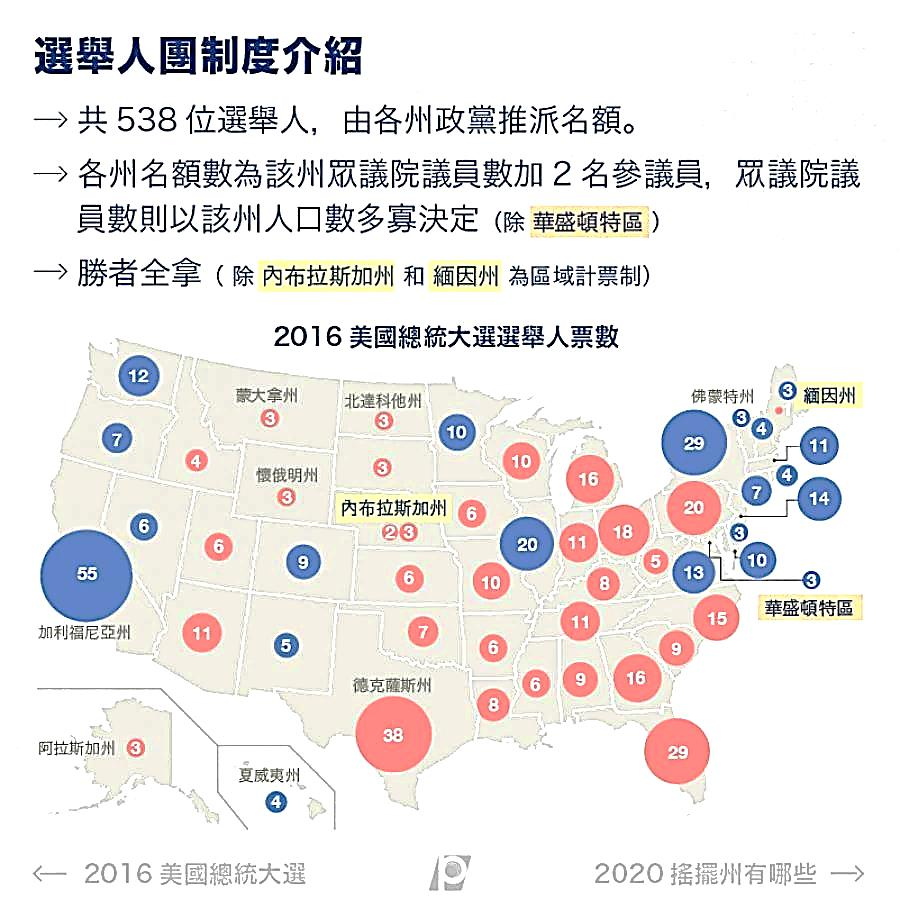 選舉人團制度介紹
→ 共 538 位選舉人，由各州政黨推派名額。
→ 各州名額數為該州眾議院議員數加 2 名參議員，眾議院議
員數則以該州人口數多寡決定（除 華盛頓特區 ）
→ 勝者全拿（ 除 內布拉斯加州 和 緬因州 為區域計票制）
2016 美國總統大選選舉人票數
12
蒙大拿州
3
北達科他州
3
佛蒙特州
3
緬因州
7
4
10
29
3
4
11
懷俄明州
3
3
10
16
7
4
14
6
內布拉斯加州
2 3
6
20
11
18
20
3
55
6
9
6
10
8
5
13
10
3
華盛頓特區
加利福尼亞州
11
5
7
6
11
15
9
德克薩斯州
38
8
6
9
16
29
阿拉斯加州
3
夏威夷州
4
← 2016 美國總統大選
P
2020 搖擺州有哪些 →